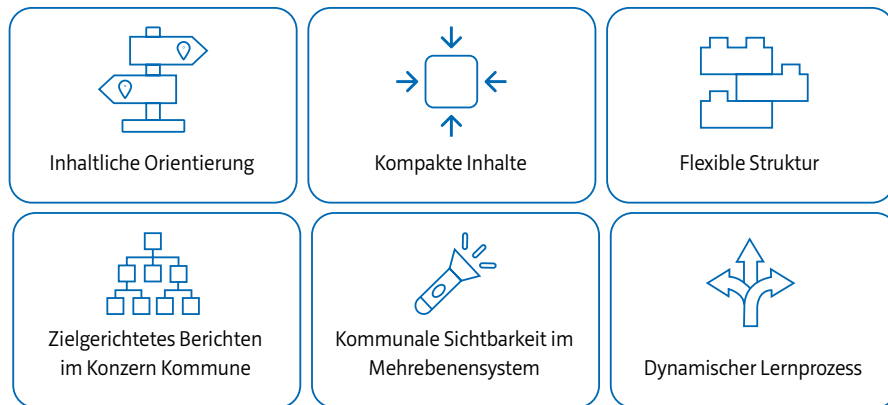 Inhaltliche Orientierung
Kompakte Inhalte
Flexible Struktur
Zielgerichtetes Berichten
im Konzern Kommune
Kommunale Sichtbarkeit im
Mehrebenensystem
Dynamischer Lernprozess